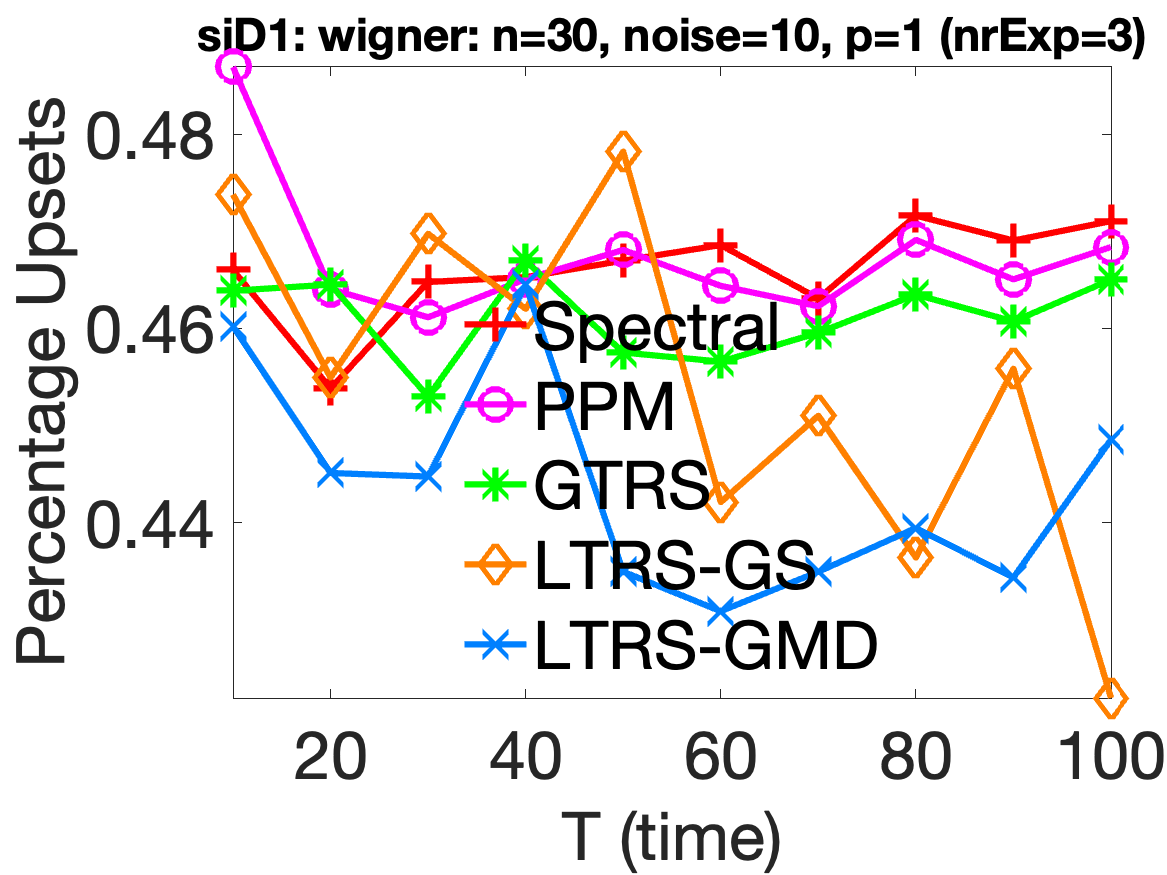 siD1: wigner: n=30, noise=10, p=1 (nrExp=3)
Percentage Upsets
0.48
0.46
0.44
Spectral
PPM
GTRS
LTRS-GS
LTRS-GMD
20 40 60 80 100
T (time)